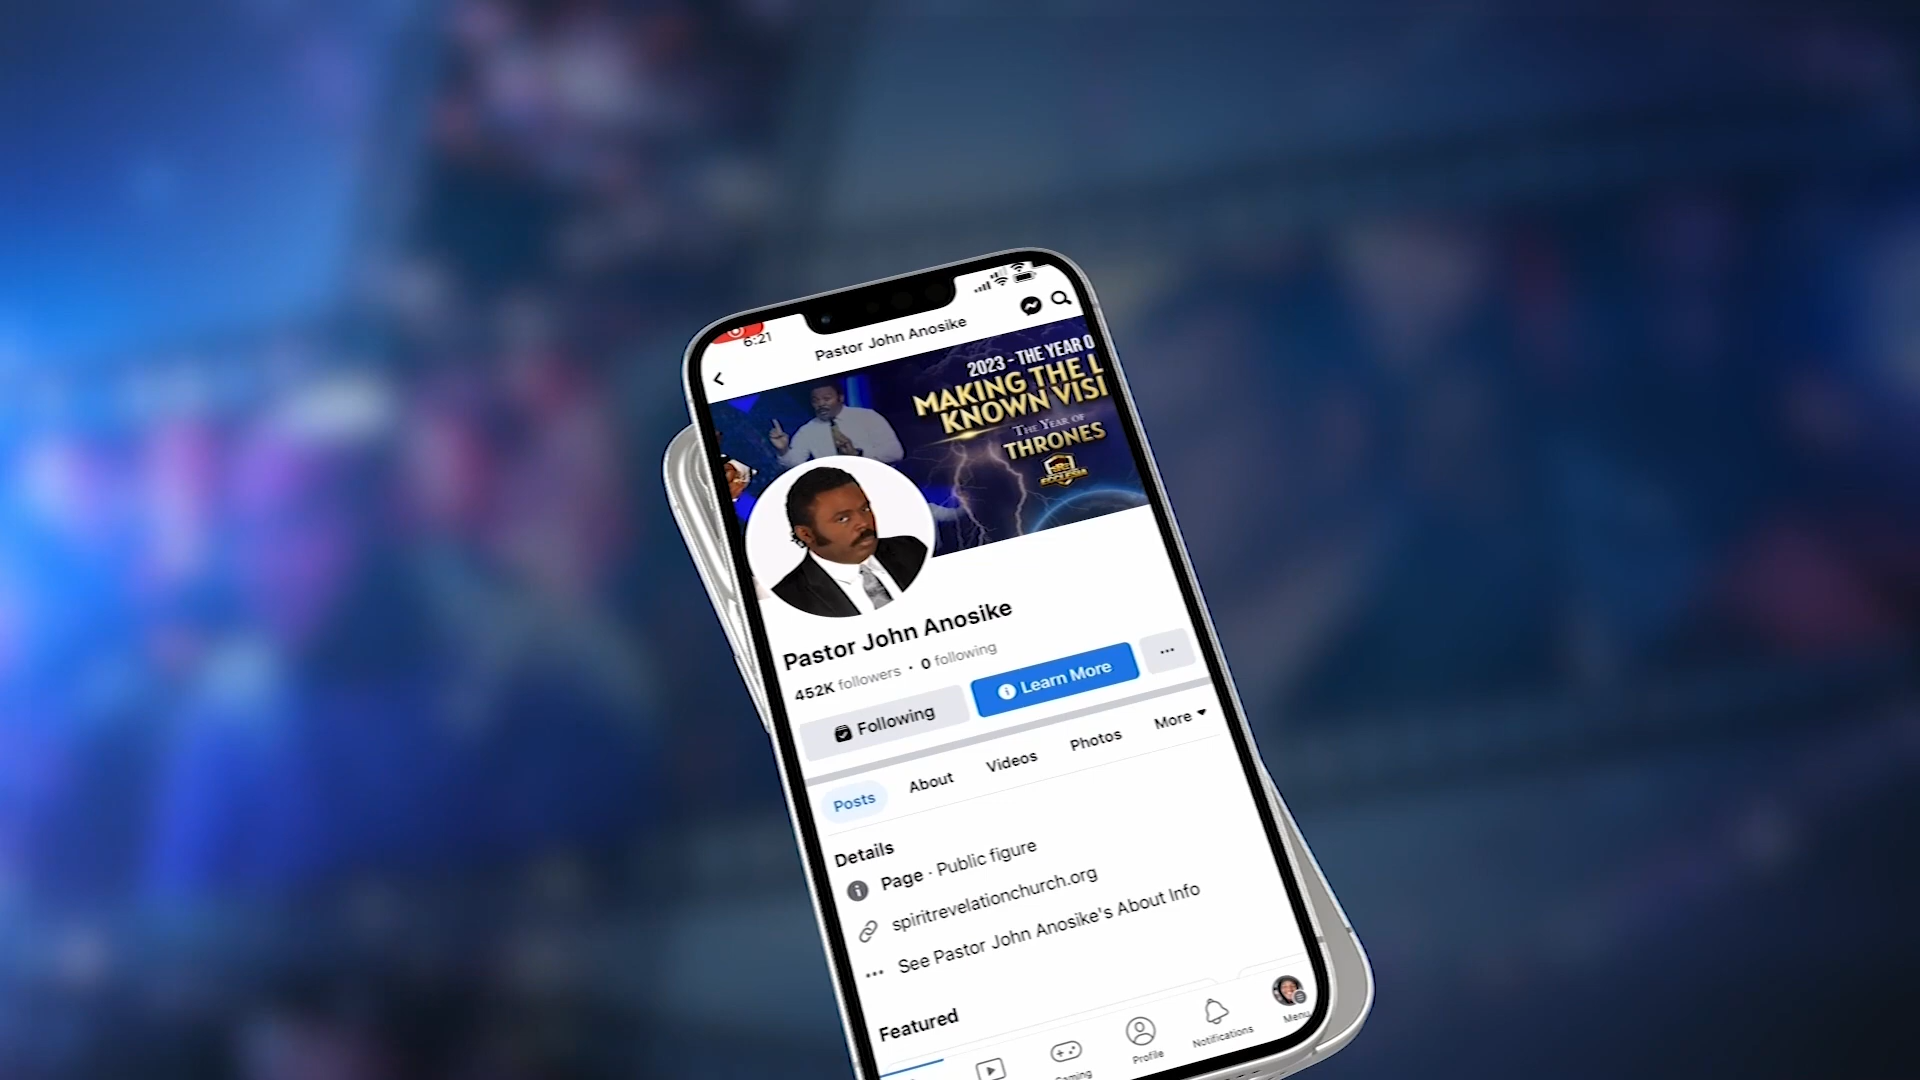 6:21
Pastor John Anosike
2023 - THE YEAR O
MAKING THE L
KNOWN VISI
THE YEAR OF
THRONES
ECCLESIA
Pastor John Anosike
452K followers · 0 following
Following
Learn More
Posts
About
Videos
Photos
More
Details
Page · Public figure
spiritrevelationchurch.org
See Pastor John Anosike's About Info
Featured
Profile
Notifications
Menu